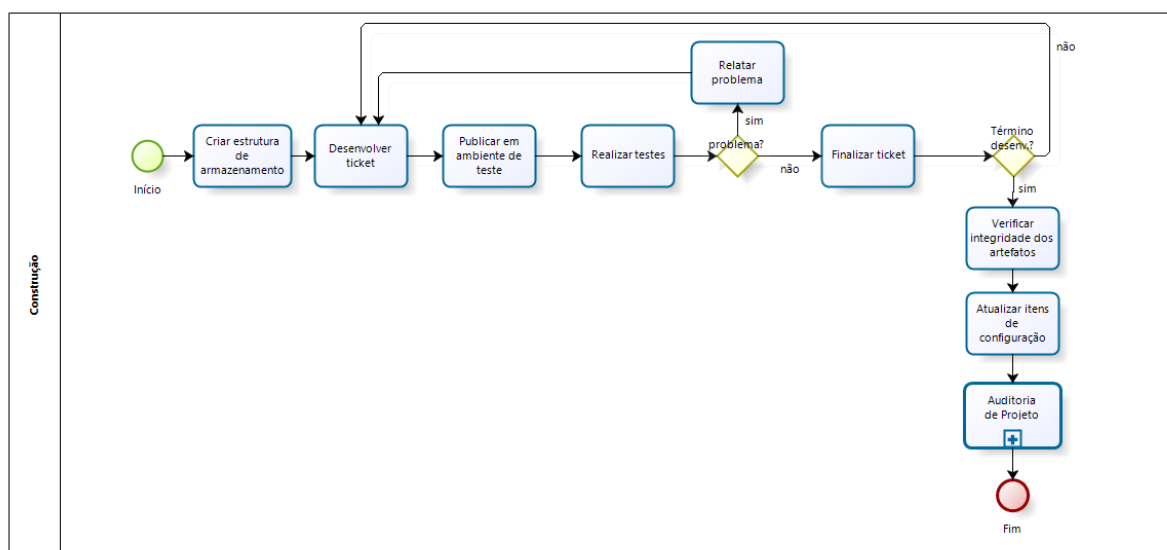 não
Relatar
problema
sim
Criar estrutura
de
armazenamento
Desenvolver
ticket
Publicar em
ambiente de
teste
Realizar testes
problema?
não
Finalizar ticket
Término
desenv.?
Início
sim
Verificar
integridade dos
artefatos
Construção
Atualizar itens
de
configuração
Auditoria
de Projeto
Fim